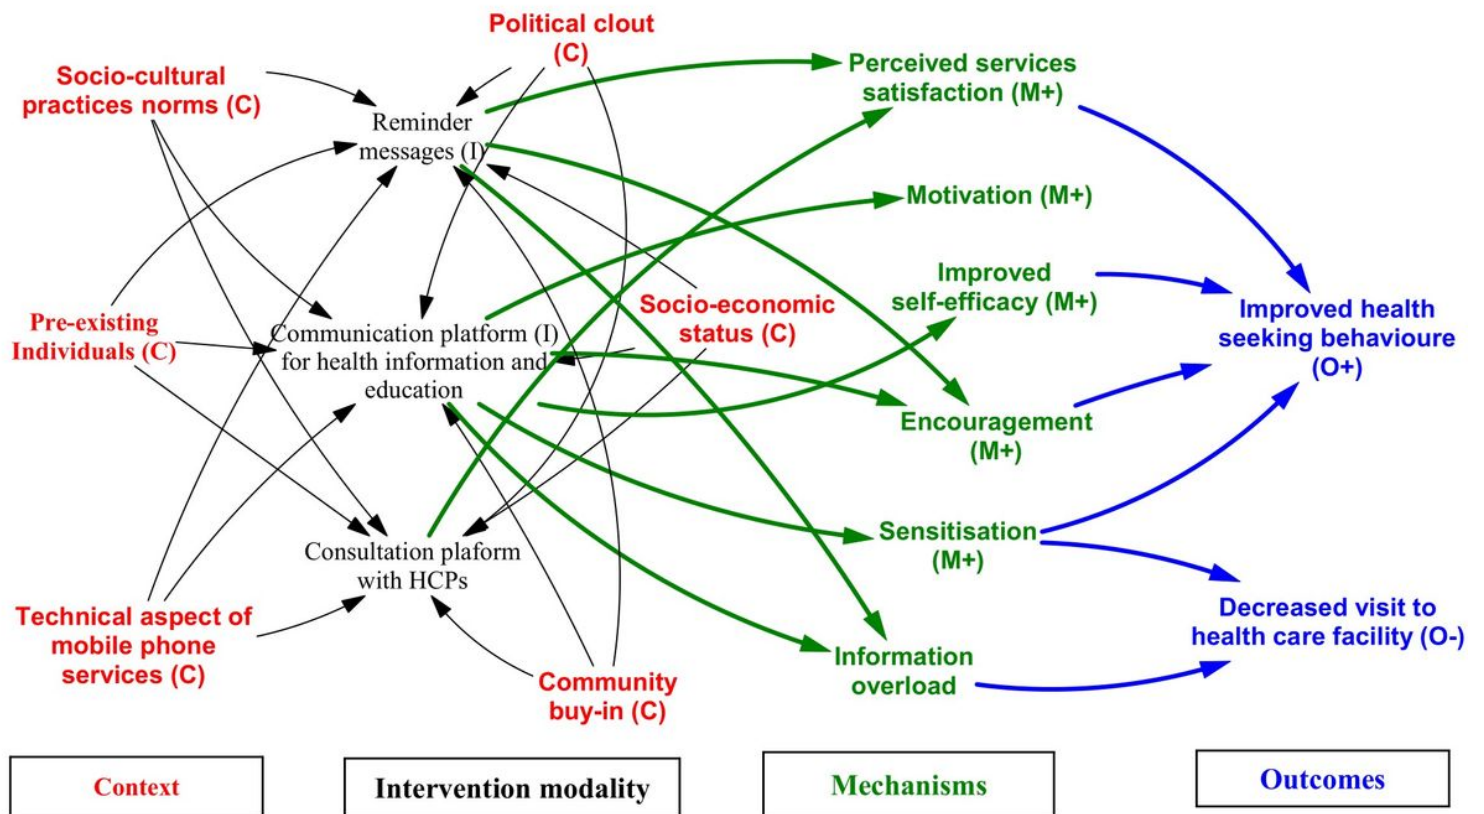 Political clout
(C)
Socio-cultural
practices norms (C)
Reminder
messages (I)
Perceived services
satisfaction (M+)
Motivation (M+)
Improved
self-efficacy (M+)
Socio-economic
status (C)
Pre-existing
Individuals (C)
Communication platform (I)
for health information and
education
Improved health
seeking behavioure
(O+)
Encouragement
(M+)
Sensitisation
(M+)
Consultation plaform
with HCPs
Technical aspect of
mobile phone
services (C)
Community
buy-in (C)
Information
overload
Decreased visit to
health care facility (O-)
Context
Intervention modality
Mechanisms
Outcomes